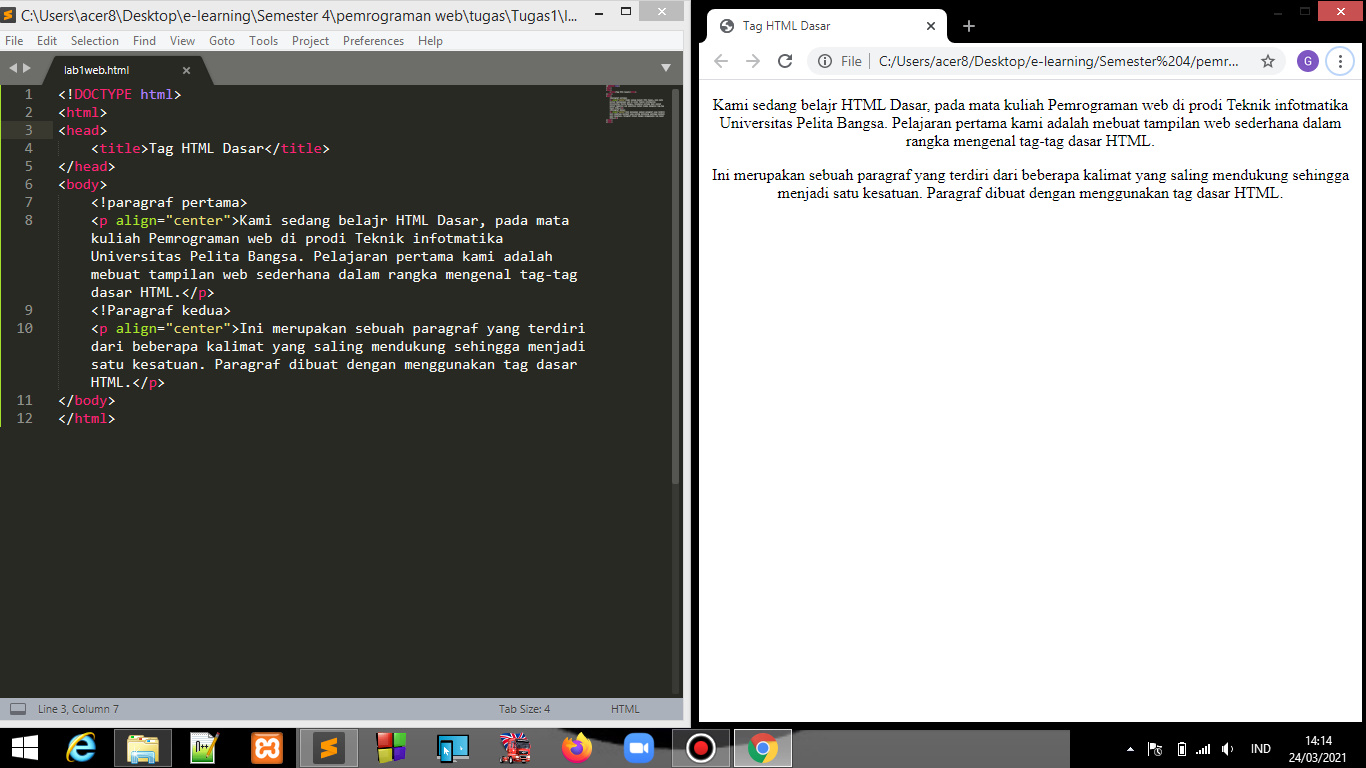 C:\Users\acer8\Desktop\e-learning\Semester 4\pemrograman web\tugas\Tugas1\l...
File Edit Selection Find View Goto Tools Project Preferences Help
lab1web.html
1 <!DOCTYPE html>
2 <html>
3 <head>
4 <title>Tag HTML Dasar</title>
5 </head>
6 <body>
7 <!paragraf pertama>
8 <p align="center">Kami sedang belajr HTML Dasar, pada mata
kuliah Pemrograman web di prodi Teknik infotmatika
Universitas Pelita Bangsa. Pelajaran pertama kami adalah
mebuat tampilan web sederhana dalam rangka mengenal tag-tag
dasar HTML.</p>
9 <!Paragraf kedua>
10 <p align="center">Ini merupakan sebuah paragraf yang terdiri
dari beberapa kalimat yang saling mendukung sehingga menjadi
satu kesatuan. Paragraf dibuat dengan menggunakan tag dasar
HTML.</p>
11 </body>
12 </html>
Line 3, Column 7
Tab Size: 4
HTML
Tag HTML Dasar
File C:/Users/acer8/Desktop/e-learning/Semester%204/pemr...
G
Kami sedang belajr HTML Dasar, pada mata kuliah Pemrograman web di prodi Teknik infotmatika
Universitas Pelita Bangsa. Pelajaran pertama kami adalah mebuat tampilan web sederhana dalam
rangka mengenal tag-tag dasar HTML.
Ini merupakan sebuah paragraf yang terdiri dari beberapa kalimat yang saling mendukung sehingga
menjadi satu kesatuan. Paragraf dibuat dengan menggunakan tag dasar HTML.
IND
14:14
24/03/2021